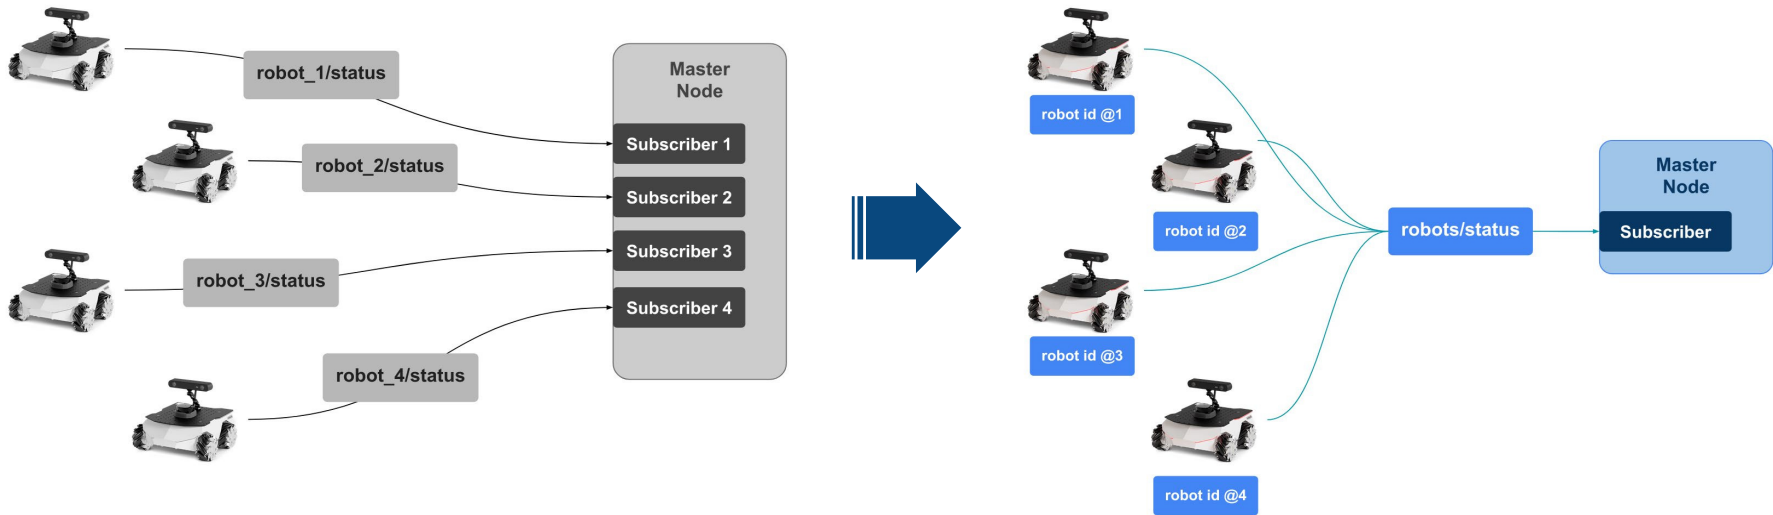 robot_1/status
robot_2/status
robot_3/status
robot_4/status
Master
Node
Subscriber 1
Subscriber 2
Subscriber 3
Subscriber 4
robot id @1
robot id @2
robot id @3
robot id @4
robots/status
Master
Node
Subscriber